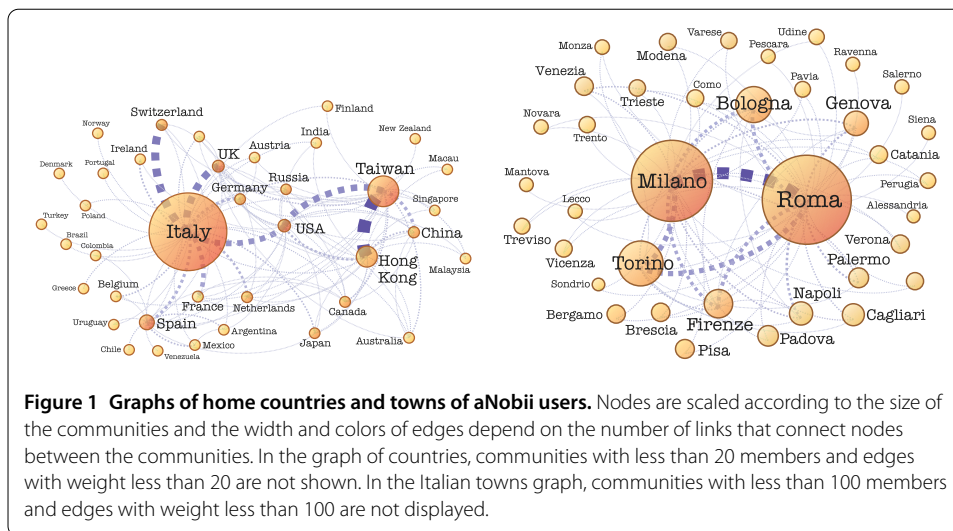 Switzerland
Norway
Ireland
UK
Austria
India
Finland
New Zealand
Taiwan
Macau
Denmark
Portugal
Germany
Russia
Singapore
Turkey
Poland
Italy
USA
China
Brazil
Colombia
Hong
Kong
Malaysia
Greece
Belgium
France
Netherlands
Canada
Uruguay
Spain
Argentina
Chile
Venezuela
Mexico
Japan
Australia
Monza
Varese
Udine
Modena
Pescara
Ravenna
Venezia
Trieste
Como
Pavia
Salerno
Bologna
Genova
Novara
Trento
Siena
Catania
Mantova
Milano
Roma
Perugia
Lecco
Alessandria
Treviso
Vicenza
Verona
Torino
Palermo
Sondrio
Napoli
Bergamo
Brescia
Firenze
Cagliari
Padova
Pisa
Figure 1 Graphs of home countries and towns of aNobii users. Nodes are scaled according to the size of
the communities and the width and colors of edges depend on the number of links that connect nodes
between the communities. In the graph of countries, communities with less than 20 members and edges
with weight less than 20 are not shown. In the Italian towns graph, communities with less than 100 members
and edges with weight less than 100 are not displayed.